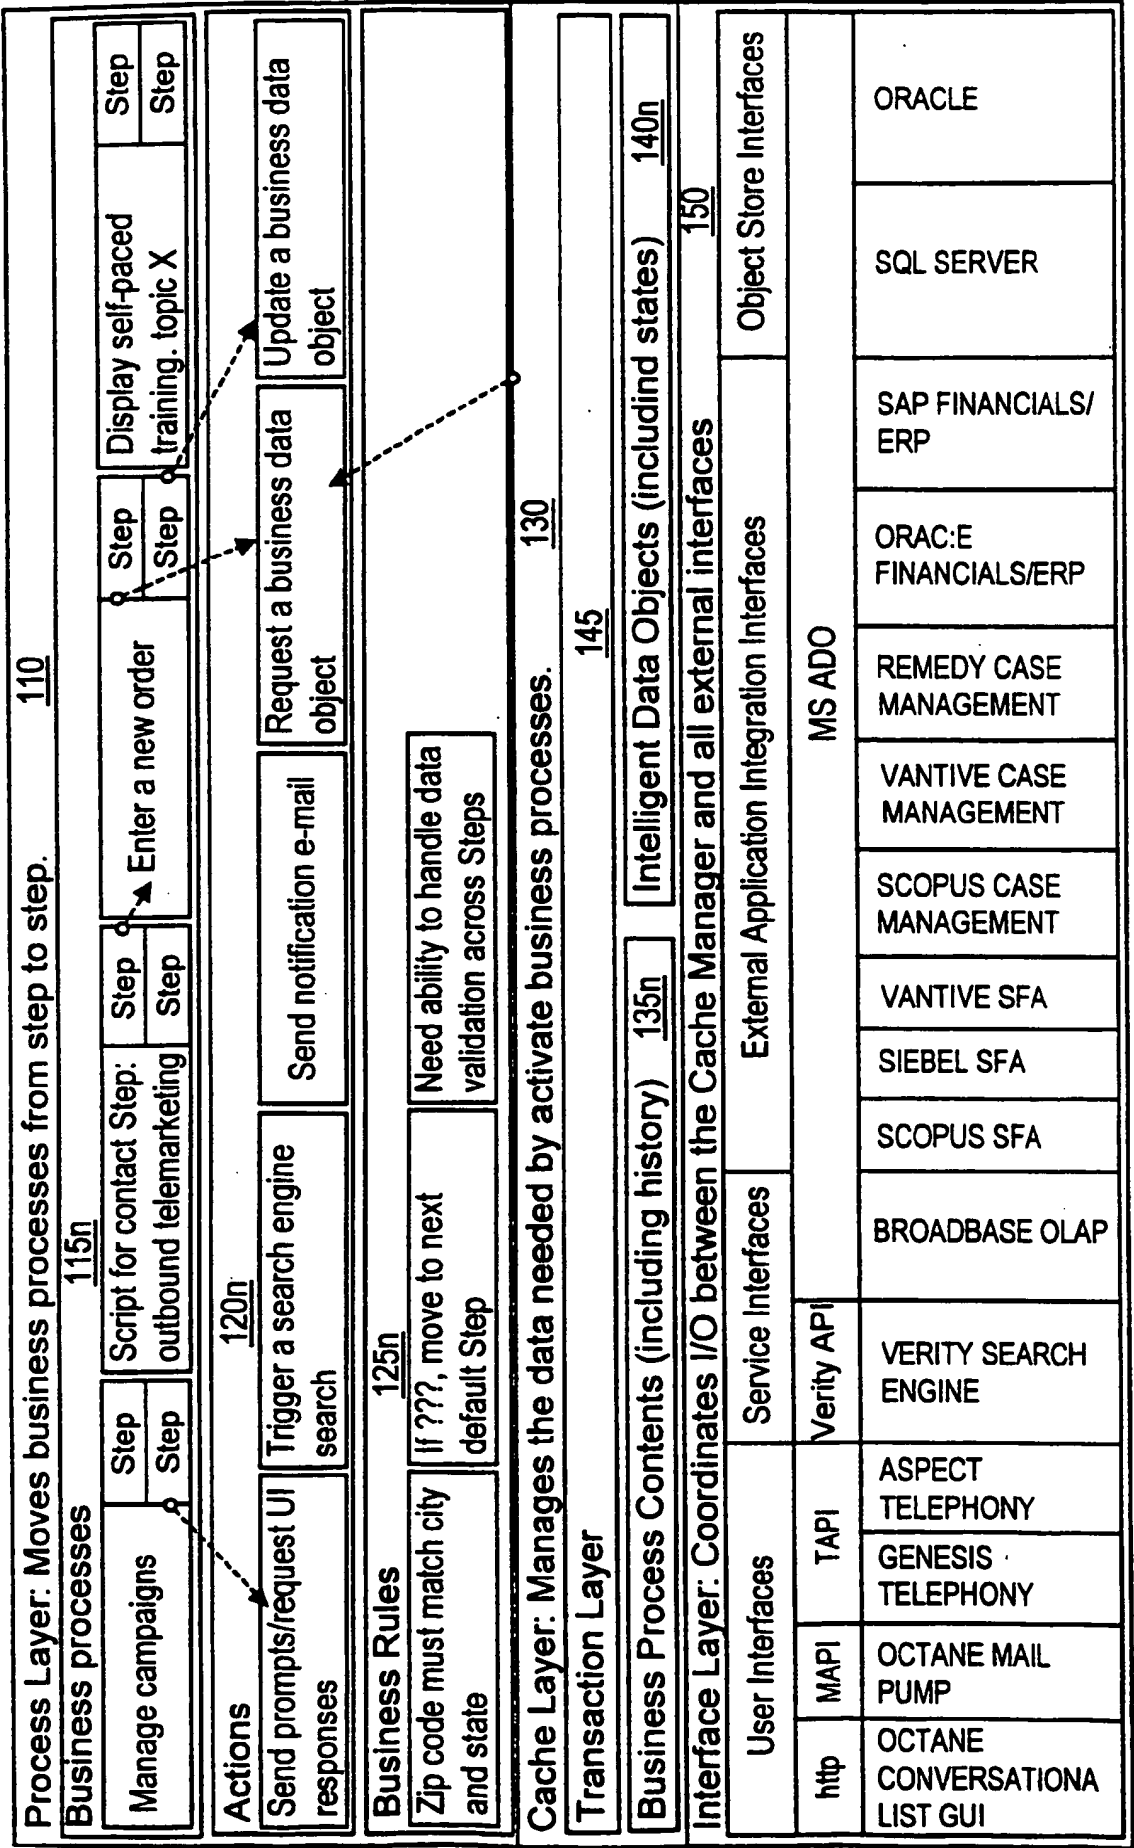 Process Layer: Moves business processes from step to step. 110
Business processes 115n
Manage campaigns
Step
Step
Script for contact Step:
outbound telemarketing
Step
Step
Enter a new order
Step
Step
Display self-paced
training. topic X
Step
Step
Actions 120n
Send prompts/request UI
responses
Trigger a search engine
search
Send notification e-mail
Request a business data
object
Update a business data
object
Business Rules 125n
Zip code must match city
and state
If ???, move to next
default Step
Need ability to handle data
validation across Steps
Cache Layer: Manages the data needed by activate business processes. 130
Transaction Layer 145
Business Process Contents (including history) 135n
Intelligent Data Objects (includind states) 140n
Interface Layer: Coordinates I/O between the Cache Manager and all external interfaces 150
User Interfaces
Service Interfaces
External Application Integration Interfaces
Object Store Interfaces
http
MAPI
TAPI
Verity API
MS ADO
OCTANE
CONVERSATIONA
LIST GUI
OCTANE MAIL
PUMP
GENESIS
TELEPHONY
ASPECT
TELEPHONY
VERITY SEARCH
ENGINE
BROADBASE OLAP
SCOPUS SFA
SIEBEL SFA
VANTIVE SFA
SCOPUS CASE
MANAGEMENT
VANTIVE CASE
MANAGEMENT
REMEDY CASE
MANAGEMENT
ORAC:E
FINANCIALS/ERP
SAP FINANCIALS/
ERP
SQL SERVER
ORACLE